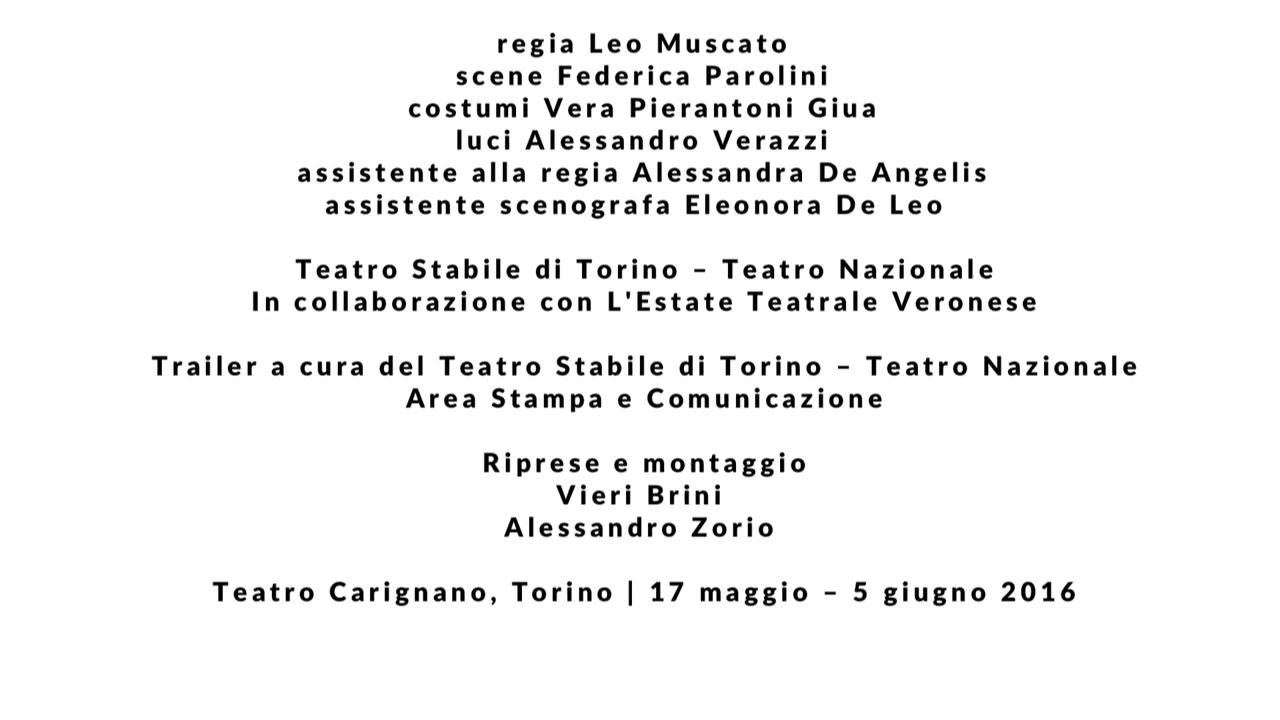 regia Leo Muscato
scene Federica Parolini
costumi Vera Pierantoni Giua
luci Alessandro Verazzi
assistente alla regia Alessandra De Angelis
assistente scenografa Eleonora De Leo
Teatro Stabile di Torino – Teatro Nazionale
In collaborazione con L'Estate Teatrale Veronese
Trailer a cura del Teatro Stabile di Torino – Teatro Nazionale
Area Stampa e Comunicazione
Riprese e montaggio
Vieri Brini
Alessandro Zorio
Teatro Carignano, Torino | 17 maggio – 5 giugno 2016